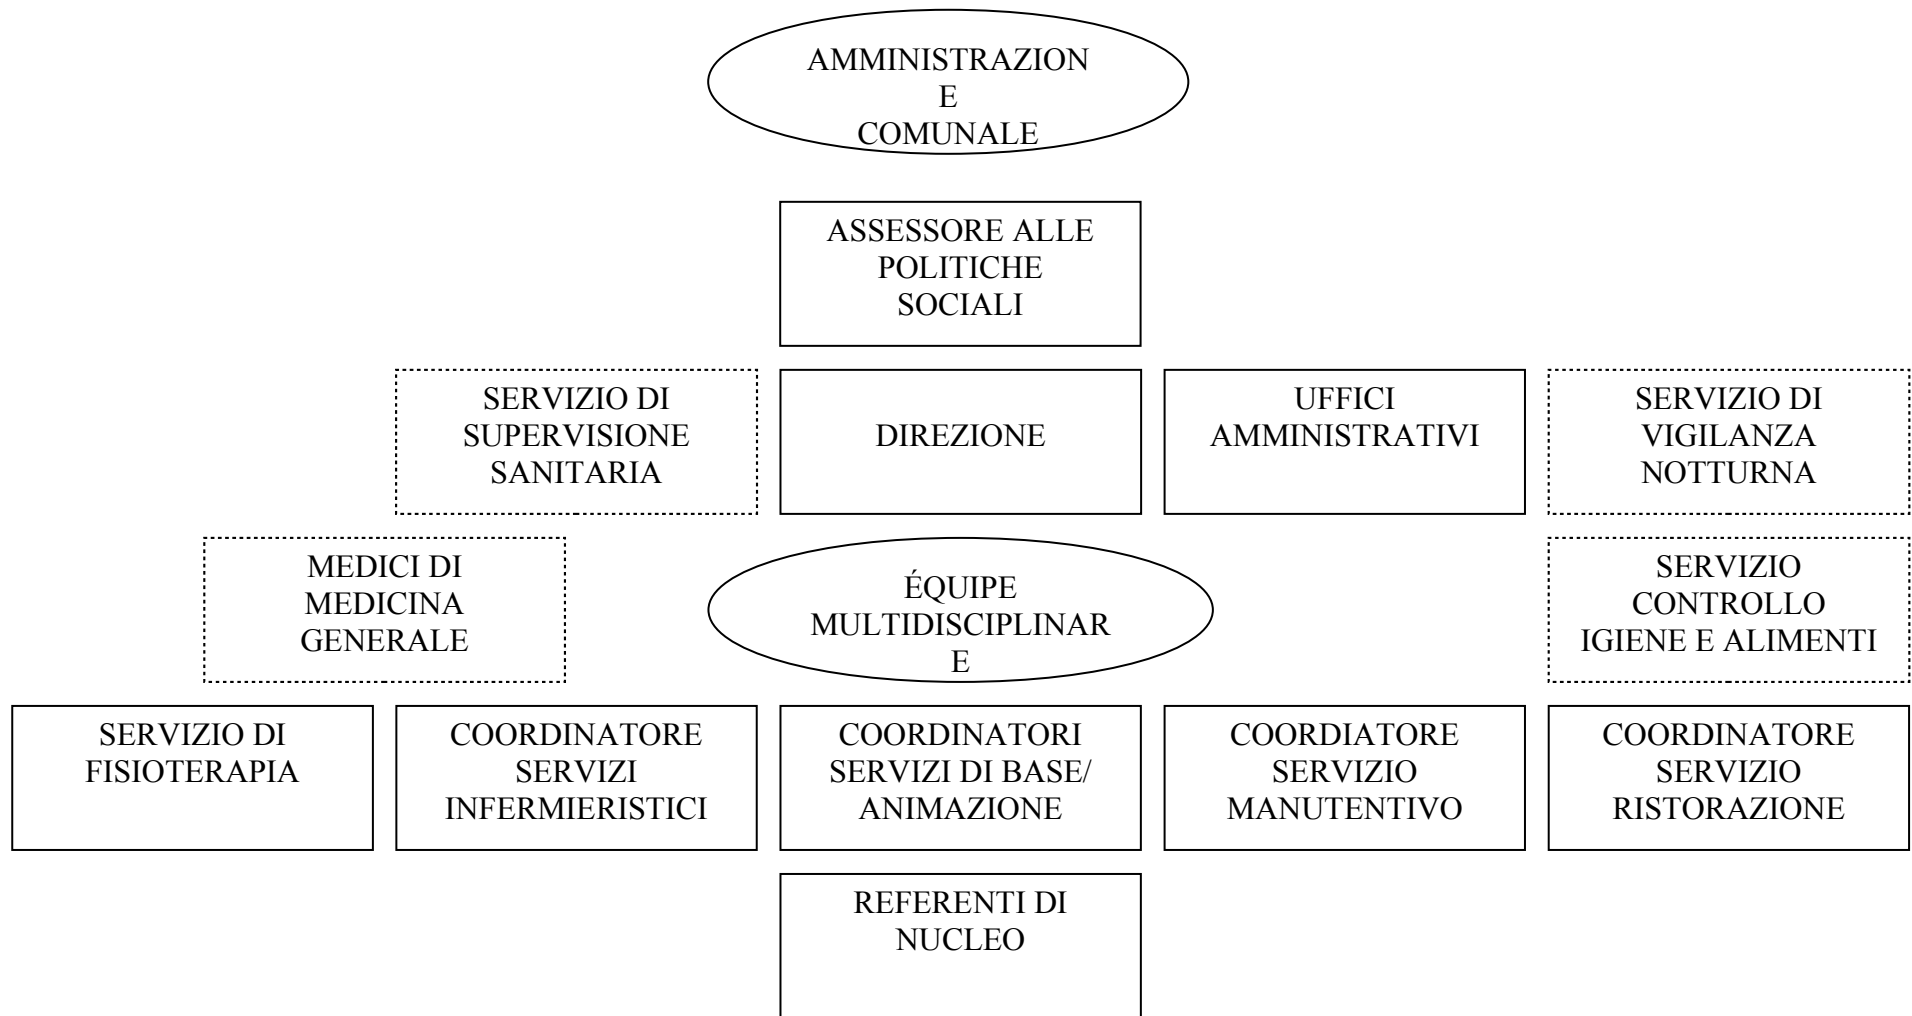 AMMINISTRAZION
E
COMUNALE
ASSESSORE ALLE
POLITICHE
SOCIALI
SERVIZIO DI
SUPERVISIONE
SANITARIA
DIREZIONE
UFFICI
AMMINISTRATIVI
SERVIZIO DI
VIGILANZA
NOTTURNA
MEDICI DI
MEDICINA
GENERALE
ÉQUIPE
MULTIDISCIPLINAR
E
SERVIZIO
CONTROLLO
IGIENE E ALIMENTI
SERVIZIO DI
FISIOTERAPIA
COORDINATORE
SERVIZI
INFERMIERISTICI
COORDINATORI
SERVIZI DI BASE/
ANIMAZIONE
COORDIATORE
SERVIZIO
MANUTENTIVO
COORDINATORE
SERVIZIO
RISTORAZIONE
REFERENTI DI
NUCLEO